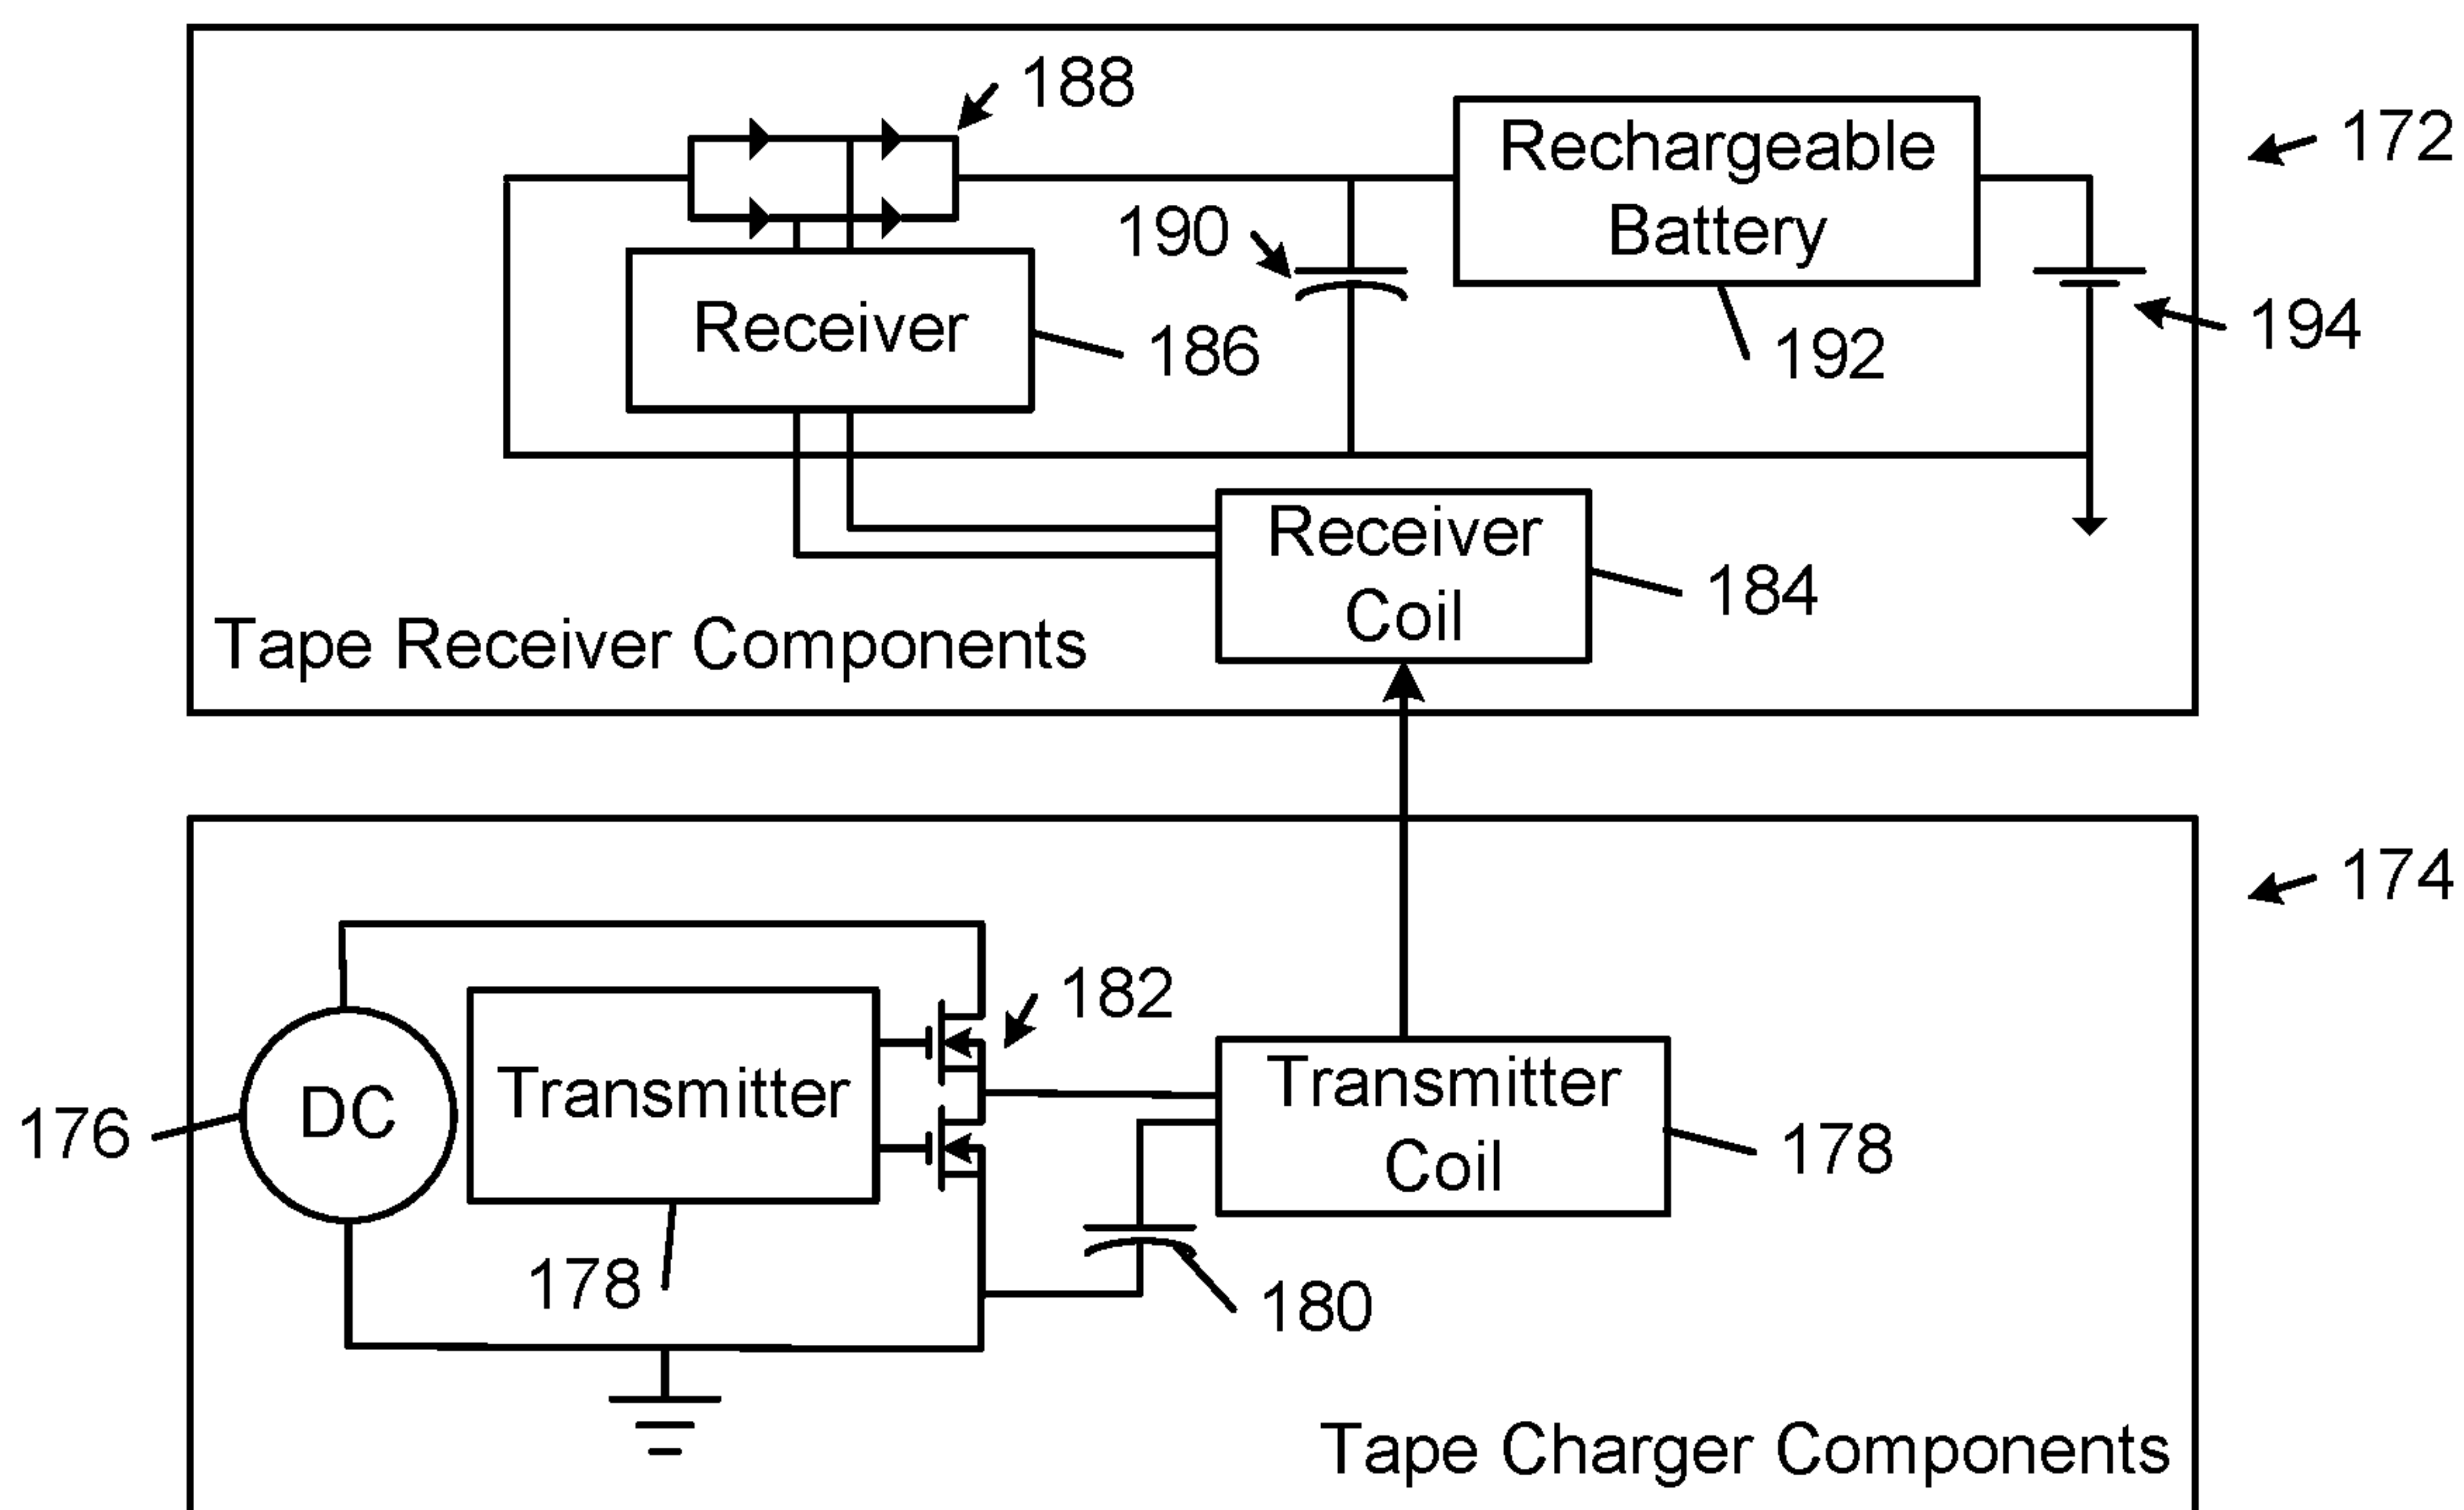 188
Rechargeable
Battery
172
190
Receiver
186
192
194
Receiver
Coil
184
Tape Receiver Components
174
182
DC
Transmitter
Transmitter
Coil
176
178
178
180
Tape Charger Components